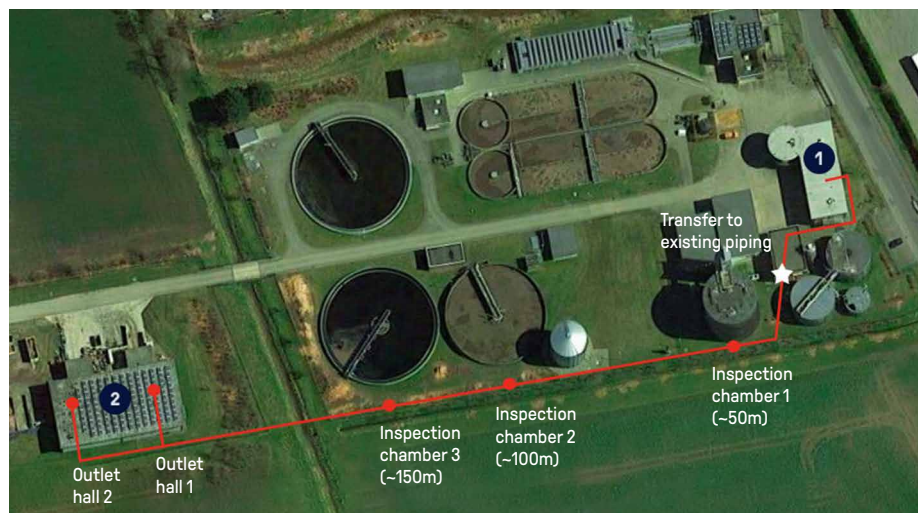 1
Transfer to
existing piping
2
Inspection
chamber 1
(~50m)
Inspection
chamber 2
(~100m)
Inspection
chamber 3
(~150m)
Outlet
hall 1
Outlet
hall 2